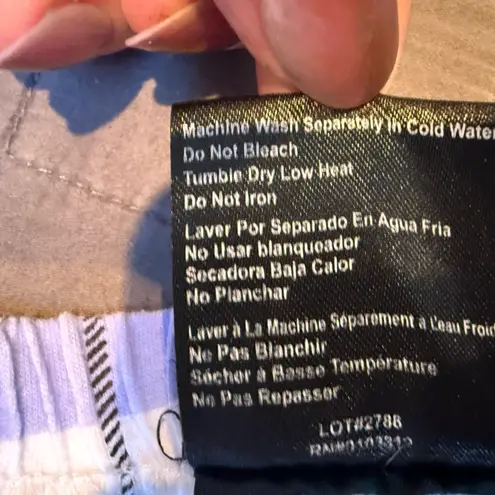 Machine Wash Separately In Cold Water
Do Not Bleach
Tumble Dry Low Heat
Do Not Iron
Laver Por Separado En Agua Fria
No Usar blanqueador
Secadora Baja Calor
No Planchar
Laver à La Machine Séparement a L'eau Froid
Ne Pas Blanchir
Sécher à Basse Température
Ne Pas Repasser
LOT#2788